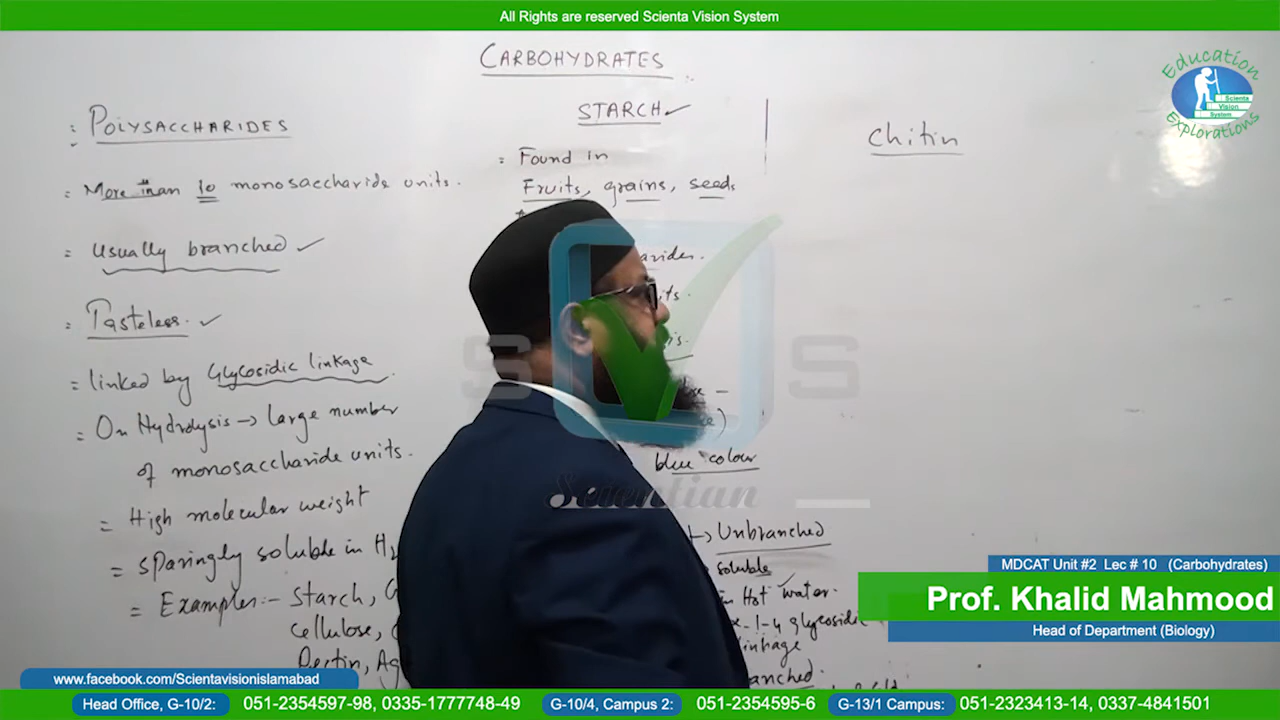 All Rights are reserved Scienta Vision System
CARBOHYDRATES
: POLYSACCHARIDES
= More than 10 monosaccharide units.
= Usually branched ✓
: Tasteless. ✓
= linked by Glycosidic linkage
= On Hydrolysis → large number
of monosaccharide units.
= High molecular weight
= Sparingly soluble in H
= Examples:- Starch,
cellulose,
Pectin,
STARCH ✓
= Found in
Fruits, grains, seeds
blue colour
→ Unbranched
soluble
in Hot water.
1-4 glycosidic
linkage
Chitin
Education
Scienta
Vision
System
Explorations
S S
Scientian
MDCAT Unit #2 Lec # 10 (Carbohydrates)
Prof. Khalid Mahmood
Head of Department (Biology)
www.facebook.com/Scientavisionislamabad
Head Office, G-10/2: 051-2354597-98, 0335-1777748-49 G-10/4, Campus 2: 051-2354595-6 G-13/1 Campus: 051-2323413-14, 0337-4841501